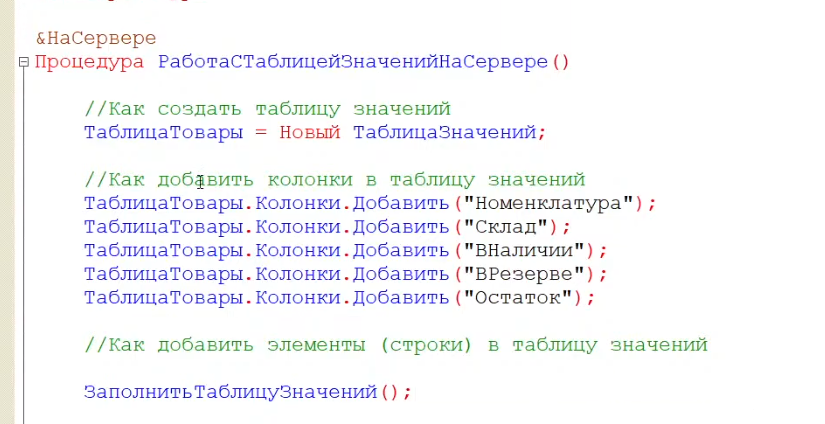 &НаСервере
Процедура РаботаСТаблицейЗначенийНаСервере()
//Как создать таблицу значений
ТаблицаТовары = Новый ТаблицаЗначений;
//Как добавить колонки в таблицу значений
ТаблицаТовары.Колонки.Добавить("Номенклатура");
ТаблицаТовары.Колонки.Добавить("Склад");
ТаблицаТовары.Колонки.Добавить("ВНаличии");
ТаблицаТовары.Колонки.Добавить("ВРезерве");
ТаблицаТовары.Колонки.Добавить("Остаток");
//Как добавить элементы (строки) в таблицу значений
ЗаполнитьТаблицуЗначений();